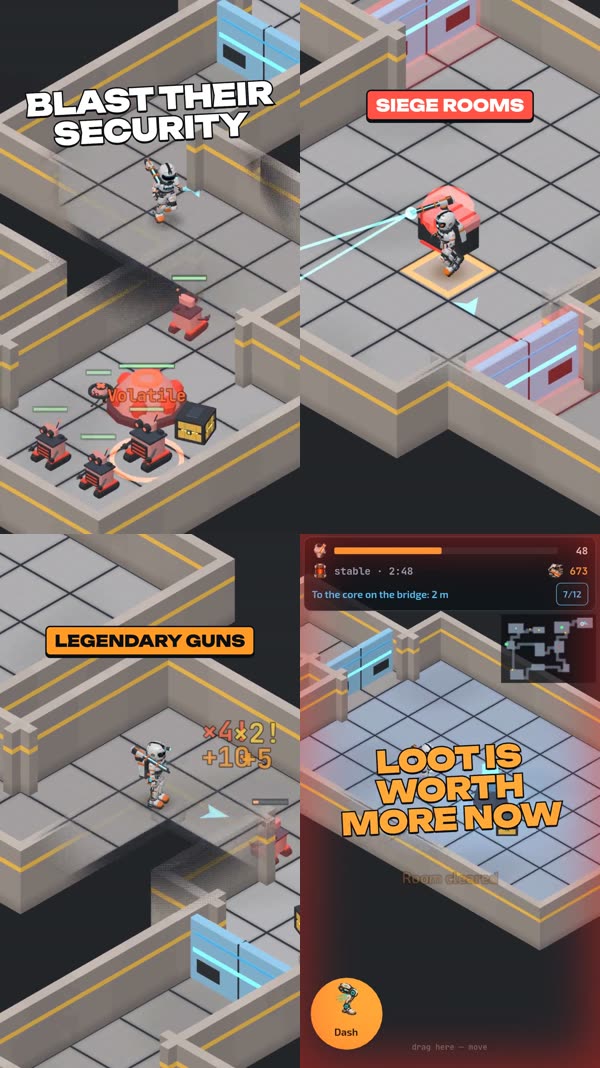 BLAST THEIR
SECURITY
Volatile
SIEGE ROOMS
LEGENDARY GUNS
×2!
48
stable · 2:48
673
To the core on the bridge: 2 m
7/12
LOOT IS
WORTH
MORE NOW
Room cleared
Dash
drag here — move